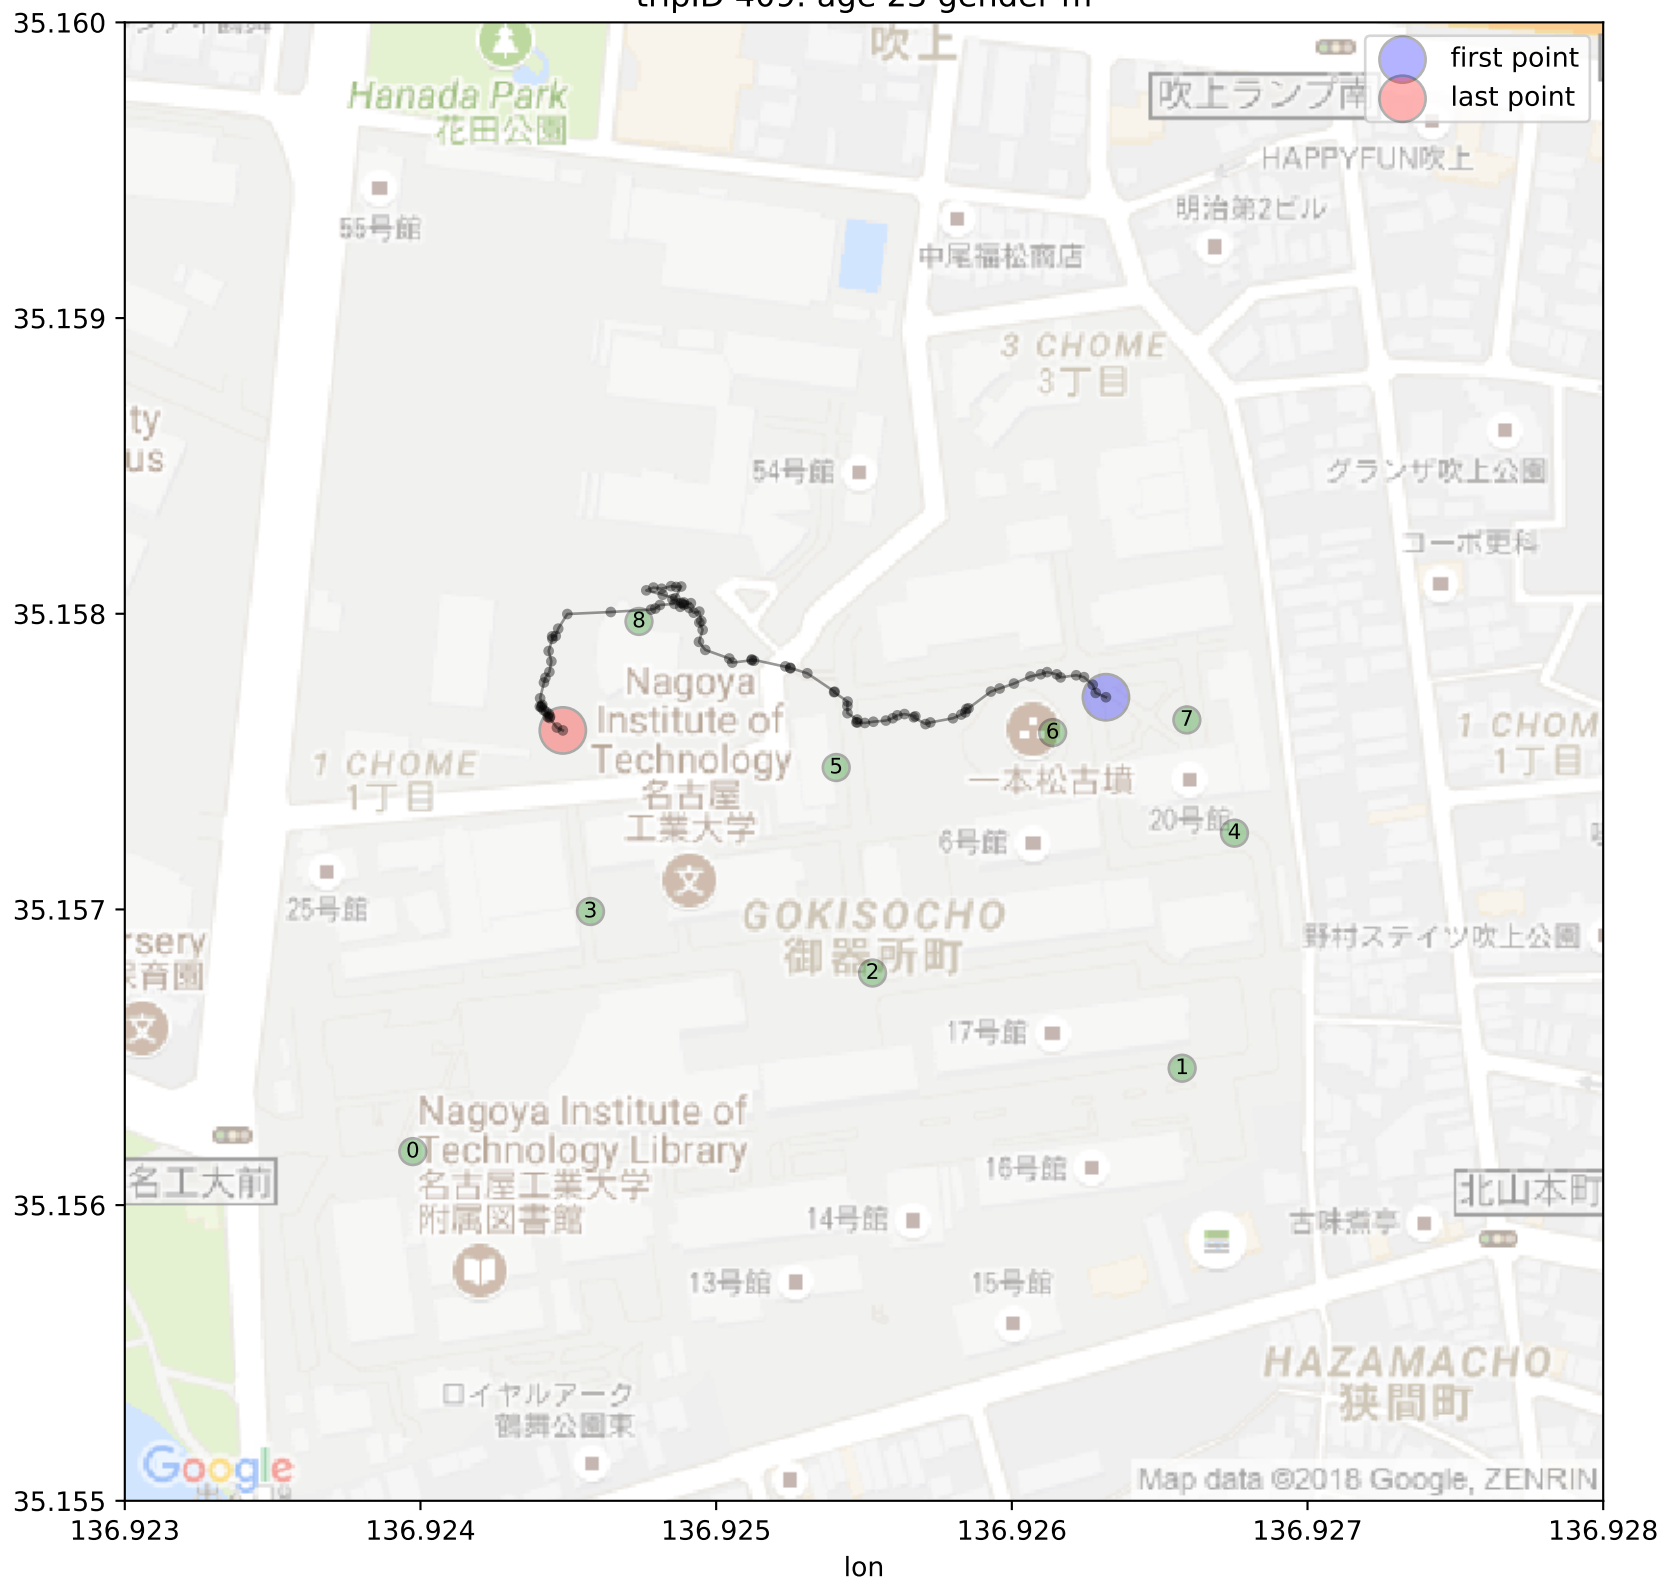 35.160
first point
last point
吹上
吹上ランプ南
Hanada Park
花田公園
HAPPYFUN吹上
明治第2ビル
55号館
中尾福松商店
35.159
3 CHOME
3丁目
ty
us
54号館
グランザ吹上公園
コーポ更科
35.158
8
Nagoya
Institute of
Technology
名古屋
工業大学
7
6
5
1 CHOME
1丁目
一本松古墳
1 CHOM
1丁目
20号館
4
6号館
25号館
35.157
3
GOKISOCHO
御器所町
2
rsery
保育園
野村ステイツ吹上公園
17号館
1
Nagoya Institute of
Technology Library
名古屋工業大学
附属図書館
0
16号館
名工大前
北山本町
35.156
14号館
古味煮亭
13号館
15号館
HAZAMACHO
狭間町
ロイヤルアーク
鶴舞公園東
Google
Map data ©2018 Google, ZENRIN
35.155
136.923
136.924
136.925
136.926
136.927
136.928
lon